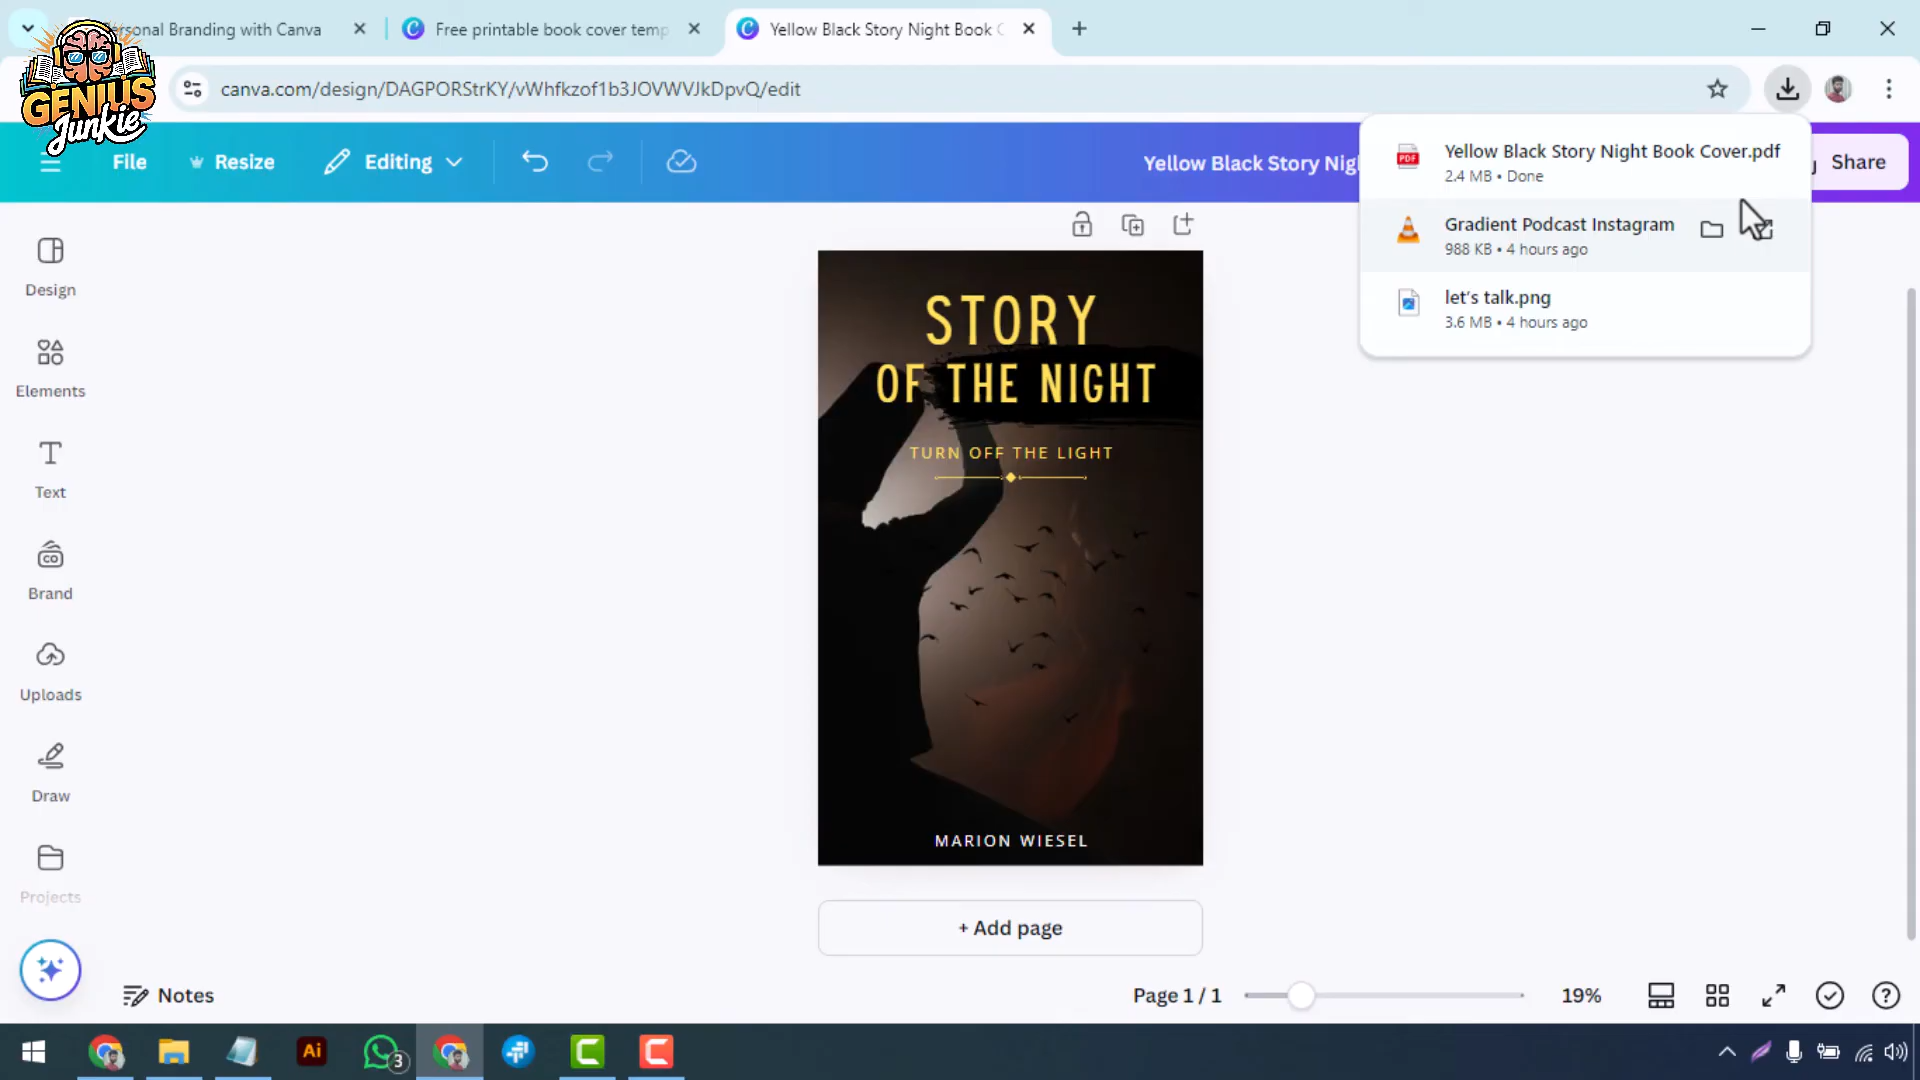 rsonal Branding with Canva
Free printable book cover temp
Yellow Black Story Night Book C
GENIUS
Junkie
canva.com/design/DAGPORStrKY/vWhfkzof1b3JOVWVJkDpvQ/edit
File
Resize
Editing
Yellow Black Story Nig
Share
Yellow Black Story Night Book Cover.pdf
2.4 MB • Done
Gradient Podcast Instagram
988 KB • 4 hours ago
let's talk.png
3.6 MB • 4 hours ago
Design
Elements
Text
CO
Brand
Uploads
Draw
Projects
STORY
OF THE NIGHT
TURN OFF THE LIGHT
MARION WIESEL
+ Add page
Notes
Page 1 / 1
19%
Ai
3